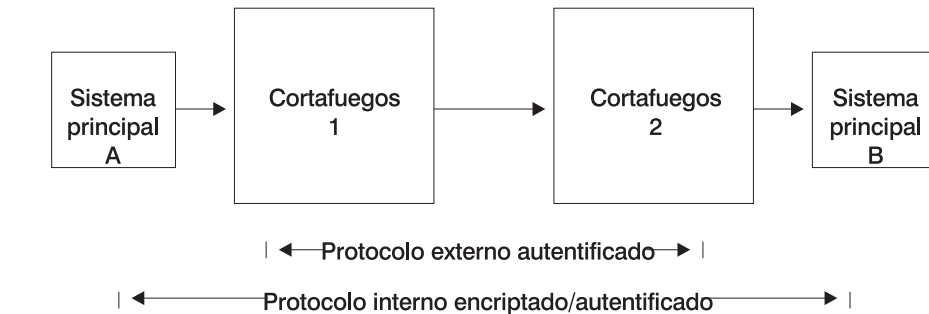 Sistema
principal
A
Cortafuegos
1
Cortafuegos
2
Sistema
principal
B
Protocolo externo autentificado
Protocolo interno encriptado/autentificado